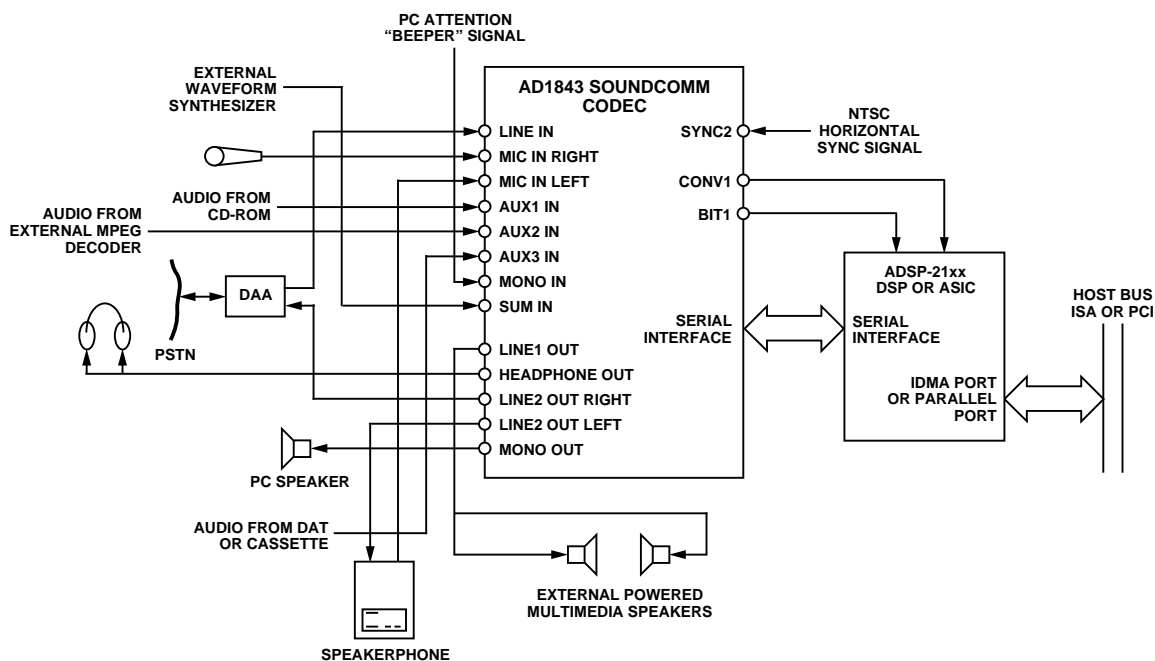 PC ATTENTION
“BEEPER” SIGNAL
EXTERNAL
WAVEFORM
SYNTHESIZER
AUDIO FROM
CD-ROM
AUDIO FROM
EXTERNAL MPEG
DECODER
DAA
PSTN
PC SPEAKER
AUDIO FROM DAT
OR CASSETTE
SPEAKERPHONE
AD1843 SOUNDCOMM
CODEC
LINE IN
MIC IN RIGHT
MIC IN LEFT
AUX1 IN
AUX2 IN
AUX3 IN
MONO IN
SUM IN
LINE1 OUT
HEADPHONE OUT
LINE2 OUT RIGHT
LINE2 OUT LEFT
MONO OUT
SYNC2
CONV1
BIT1
SERIAL
INTERFACE
EXTERNAL POWERED
MULTIMEDIA SPEAKERS
NTSC
HORIZONTAL
SYNC SIGNAL
ADSP-21xx
DSP OR ASIC
SERIAL
INTERFACE
IDMA PORT
OR PARALLEL
PORT
HOST BUS
ISA OR PCI